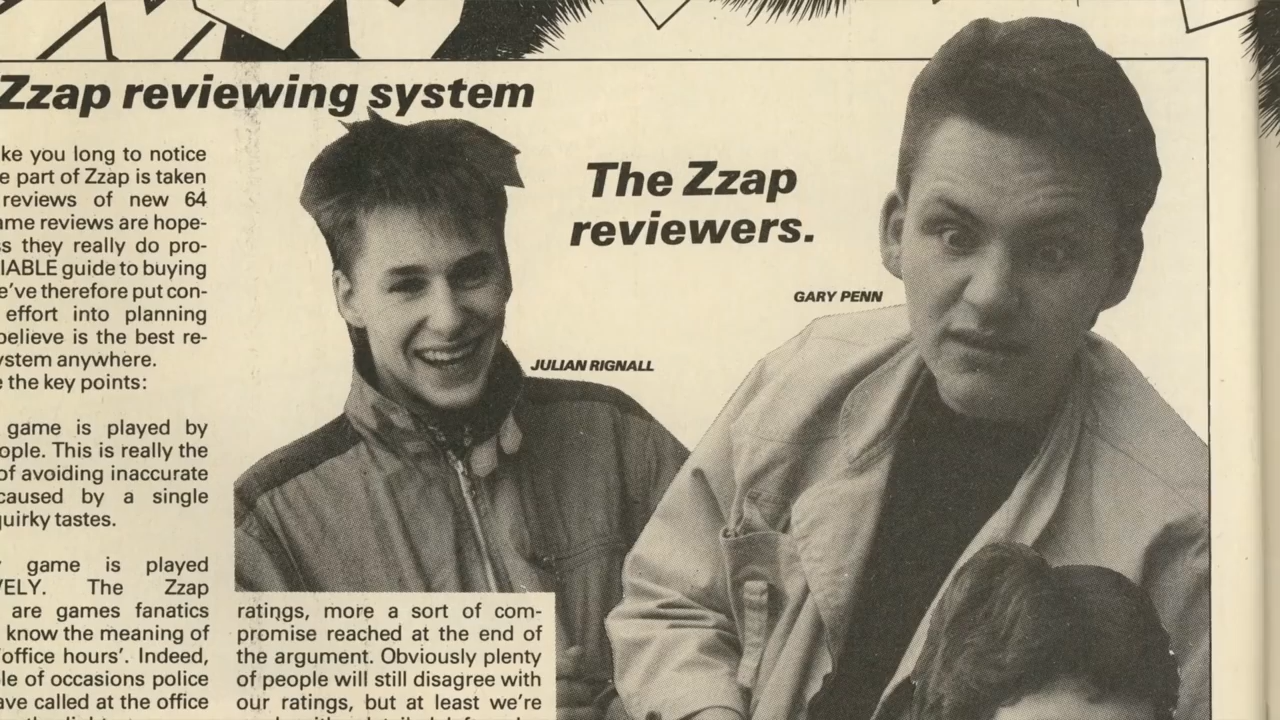 Zzap reviewing system
ke you long to notice
e part of Zzap is taken
reviews of new 64
ame reviews are hope-
s they really do pro-
IABLE guide to buying
e've therefore put con-
effort into planning
believe is the best re-
ystem anywhere.
e the key points:
game is played by
ople. This is really the
of avoiding inaccurate
caused by a single
quirky tastes.
game is played
VELY. The Zzap
are games fanatics
know the meaning of
'office hours'. Indeed,
le of occasions police
ave called at the office
The Zzap
reviewers.
GARY PENN
JULIAN RIGNALL
ratings, more a sort of com-
promise reached at the end of
the argument. Obviously plenty
of people will still disagree with
our ratings, but at least we're